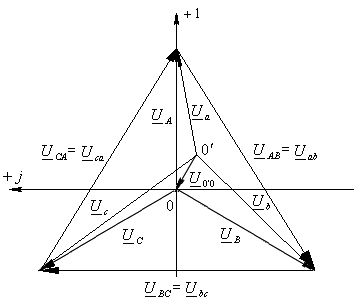 +1
U_A
U_a
U_CA = U_ca
0'
U_AB = U_ab
+j
U_0'0
U_c
0
U_b
U_C
U_B
U_BC = U_bc